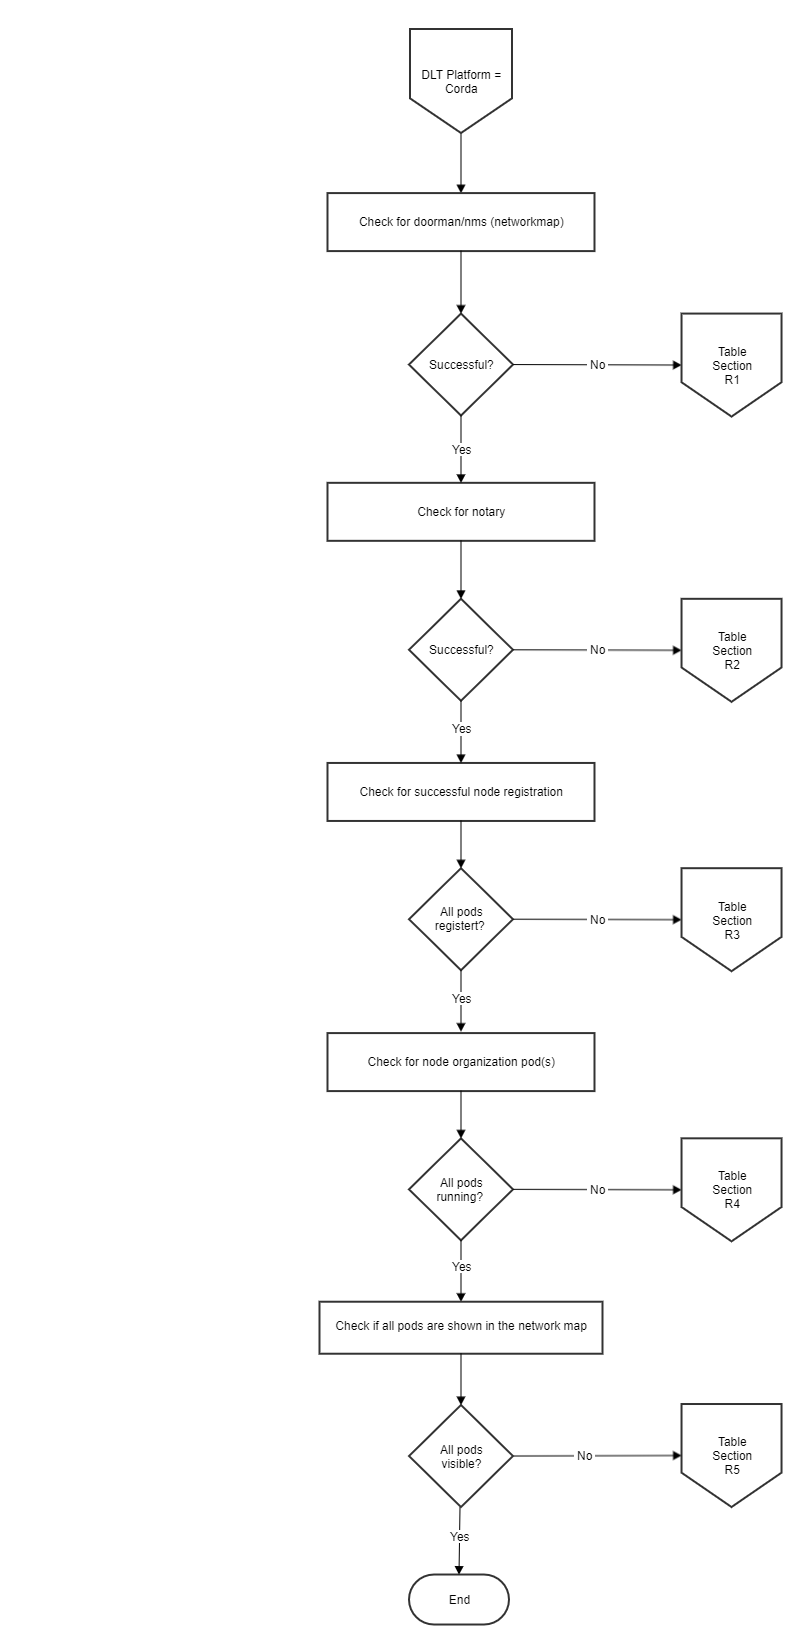 DLT Platform =
Corda
Check for doorman/nms (networkmap)
Successful?
No
Table
Section
R1
Yes
Check for notary
Successful?
No
Table
Section
R2
Yes
Check for successful node registration
All pods
registert?
No
Table
Section
R3
Yes
Check for node organization pod(s)
All pods
running?
No
Table
Section
R4
Yes
Check if all pods are shown in the network map
All pods
visible?
No
Table
Section
R5
Yes
End